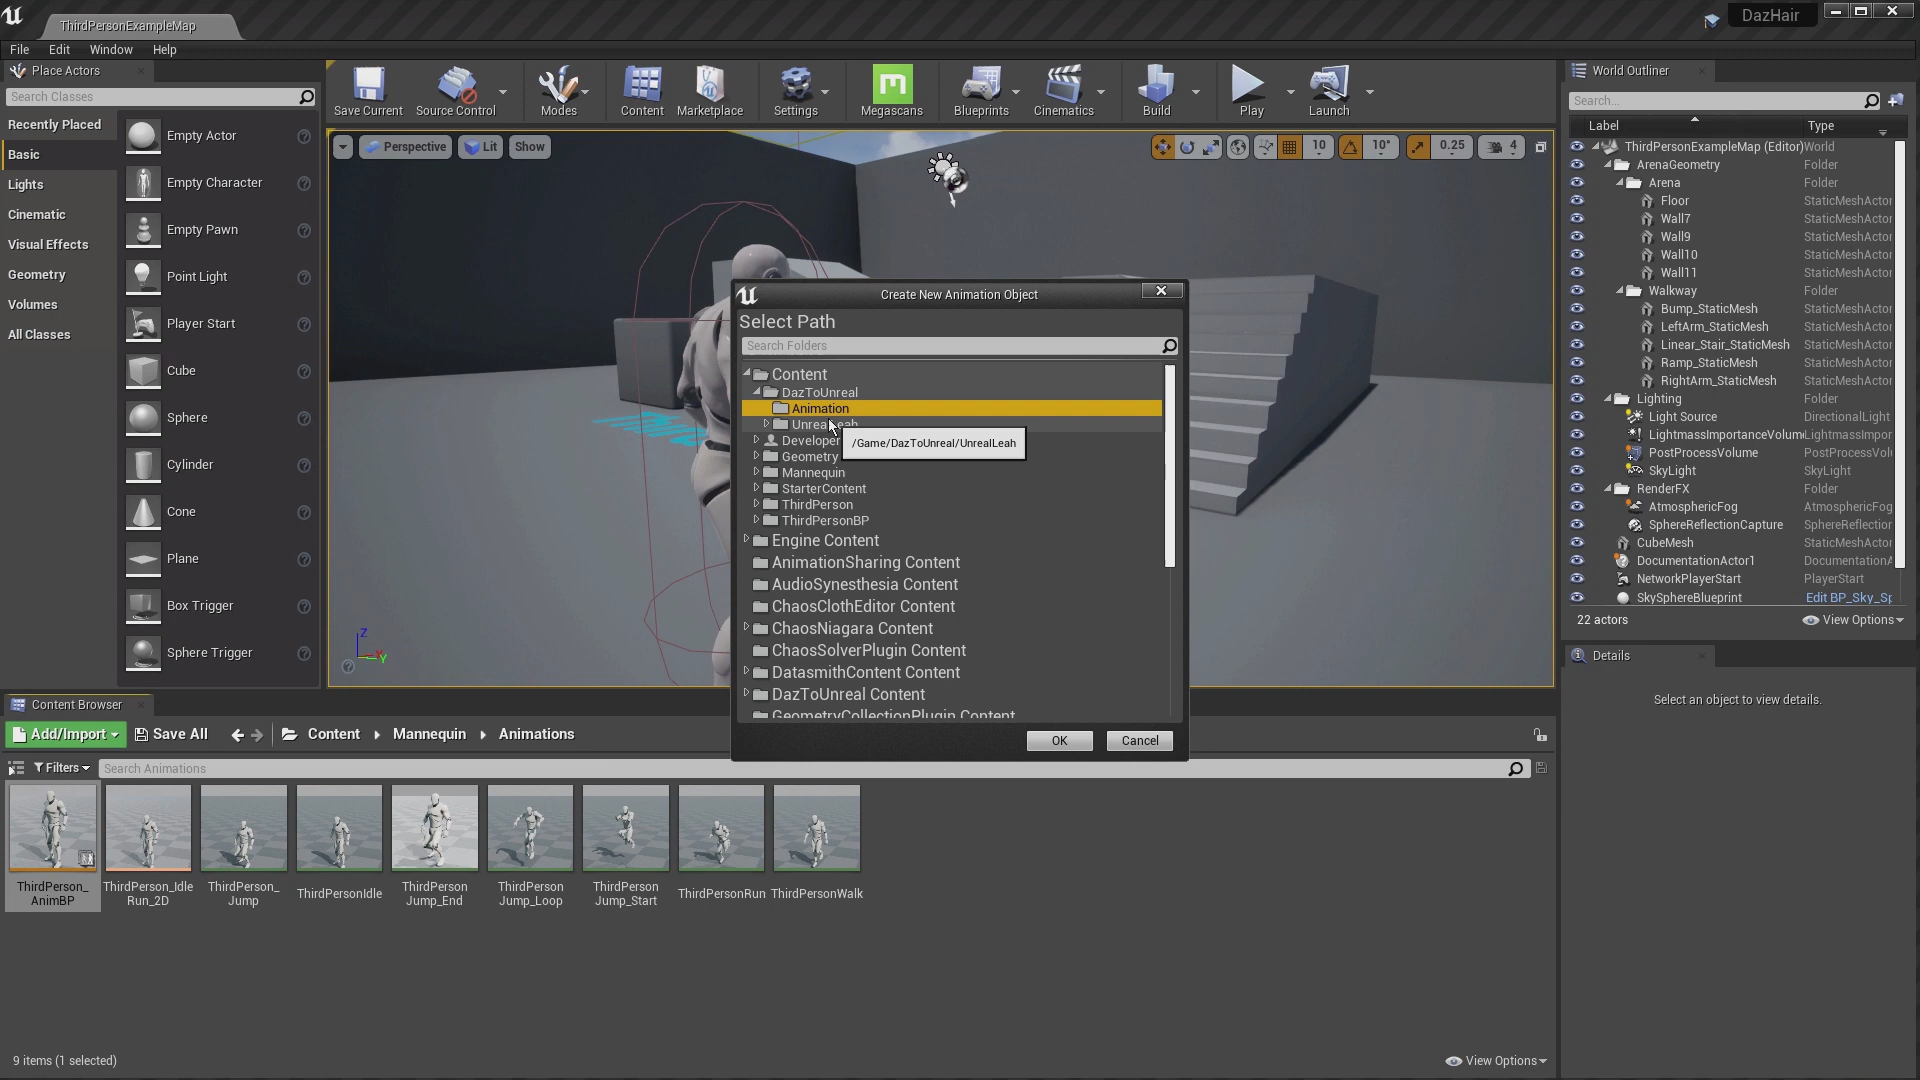 ThirdPersonExampleMap
DazHair
File Edit Window Help
Place Actors
Search Classes
Recently Placed
Basic
Lights
Cinematic
Visual Effects
Geometry
Volumes
All Classes
Empty Actor
Empty Character
Empty Pawn
Point Light
Player Start
Cube
Sphere
Cylinder
Cone
Plane
Box Trigger
Sphere Trigger
Save Current Source Control Modes Content Marketplace Settings Megascans Blueprints Cinematics Build Play Launch
Perspective Lit Show
10 10° 0.25 4
Z
Y
Create New Animation Object
Select Path
Search Folders
Content
DazToUnreal
Animation
UnrealLeah
/Game/DazToUnreal/UnrealLeah
Developer
Geometry
Mannequin
StarterContent
ThirdPerson
ThirdPersonBP
Engine Content
AnimationSharing Content
AudioSynesthesia Content
ChaosClothEditor Content
ChaosNiagara Content
ChaosSolverPlugin Content
DatasmithContent Content
DazToUnreal Content
GeometryCollectionPlugin Content
OK Cancel
World Outliner
Search...
Label Type
ThirdPersonExampleMap (Editor) World
ArenaGeometry Folder
Arena Folder
Floor StaticMeshActor
Wall7 StaticMeshActor
Wall9 StaticMeshActor
Wall10 StaticMeshActor
Wall11 StaticMeshActor
Walkway Folder
Bump_StaticMesh StaticMeshActor
LeftArm_StaticMesh StaticMeshActor
Linear_Stair_StaticMesh StaticMeshActor
Ramp_StaticMesh StaticMeshActor
RightArm_StaticMesh StaticMeshActor
Lighting Folder
Light Source DirectionalLight
LightmassImportanceVolum LightmassImpor
PostProcessVolume PostProcessVolu
SkyLight SkyLight
RenderFX Folder
AtmosphericFog AtmosphericFog
SphereReflectionCapture SphereReflection
CubeMesh StaticMeshActor
DocumentationActor1 DocumentationA
NetworkPlayerStart PlayerStart
SkySphereBlueprint Edit BP_Sky_Sp
22 actors View Options
Details
Select an object to view details.
Content Browser
Add/Import Save All Content Mannequin Animations
Filters Search Animations
ThirdPerson_
AnimBP
ThirdPerson_Idle
Run_2D
ThirdPerson_
Jump
ThirdPersonIdle
ThirdPerson
Jump_End
ThirdPerson
Jump_Loop
ThirdPerson
Jump_Start
ThirdPersonRun
ThirdPersonWalk
9 items (1 selected) View Options